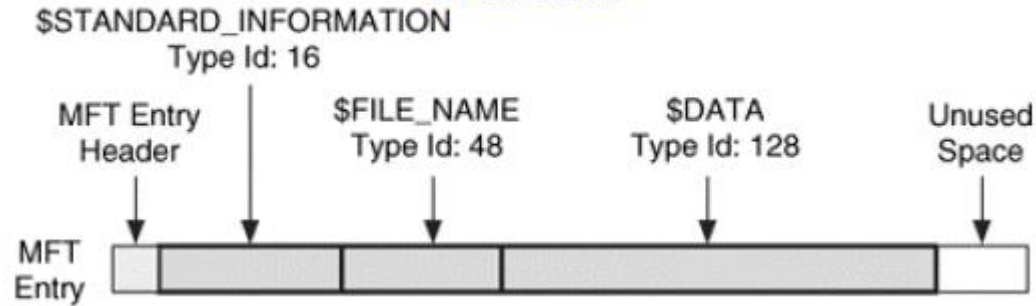 $STANDARD_INFORMATION
Type Id: 16
MFT Entry
Header
$FILE_NAME
Type Id: 48
$DATA
Type Id: 128
Unused
Space
MFT
Entry